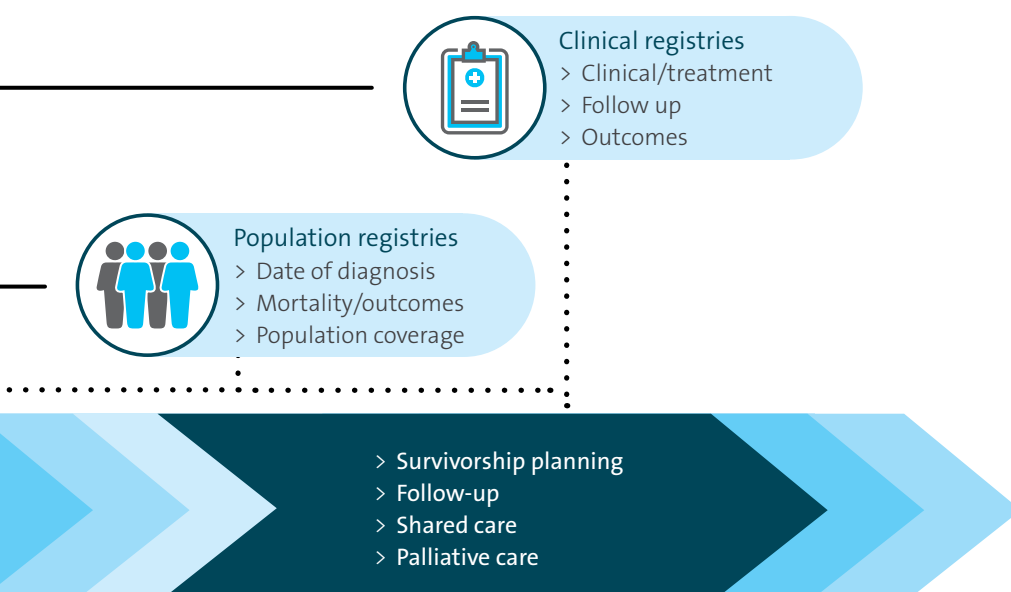 Clinical registries
> Clinical/treatment
> Follow up
> Outcomes
Population registries
> Date of diagnosis
> Mortality/outcomes
> Population coverage
> Survivorship planning
> Follow-up
> Shared care
> Palliative care